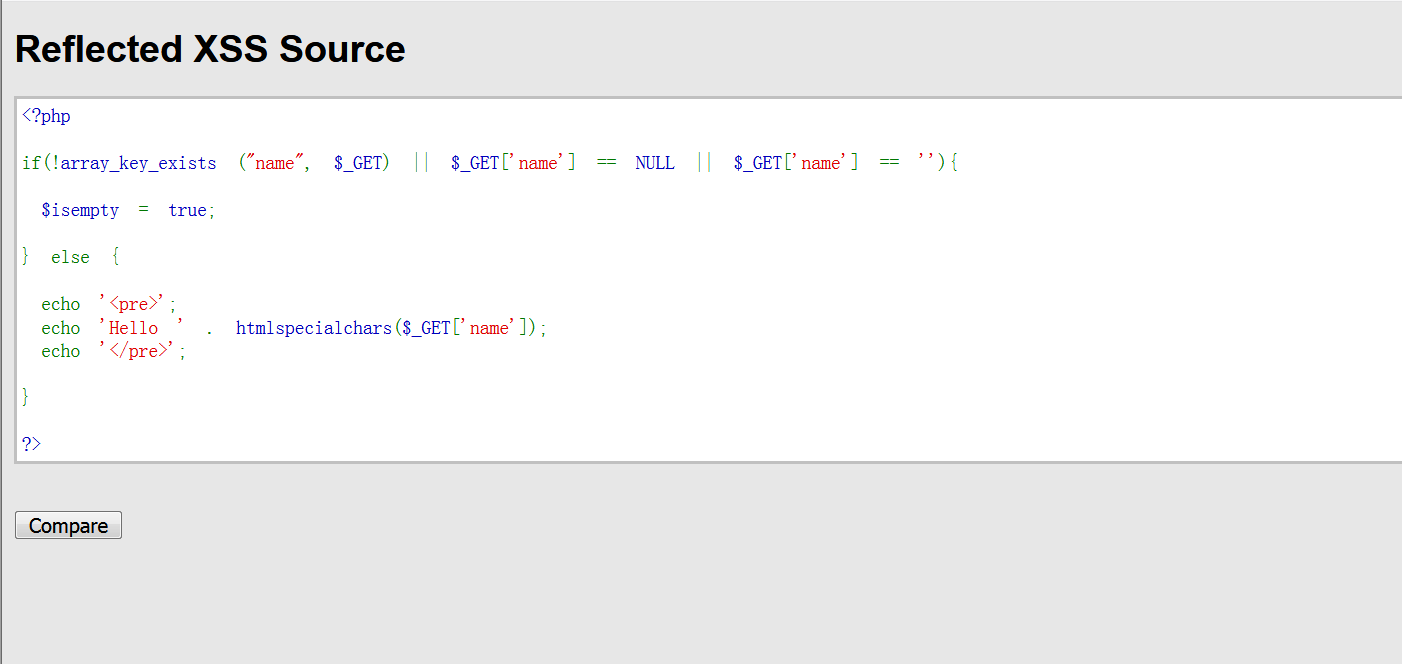 Reflected XSS Source
<?php
if(!array_key_exists ("name", $_GET) || $_GET['name'] == NULL || $_GET['name'] == ''){
$isempty = true;
} else {
echo '<pre>';
echo 'Hello ' . htmlspecialchars($_GET['name']);
echo '</pre>';
}
?>
Compare